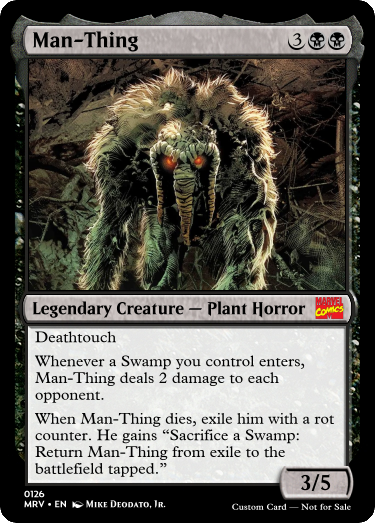 Man-Thing 3
Legendary Creature — Plant Horror MARVEL COMICS
Deathtouch
Whenever a Swamp you control enters,
Man-Thing deals 2 damage to each
opponent.
When Man-Thing dies, exile him with a rot
counter. He gains “Sacrifice a Swamp:
Return Man-Thing from exile to the
battlefield tapped.”
3/5
0126
MRV • EN Mike Deodato, Jr. Custom Card — Not for Sale